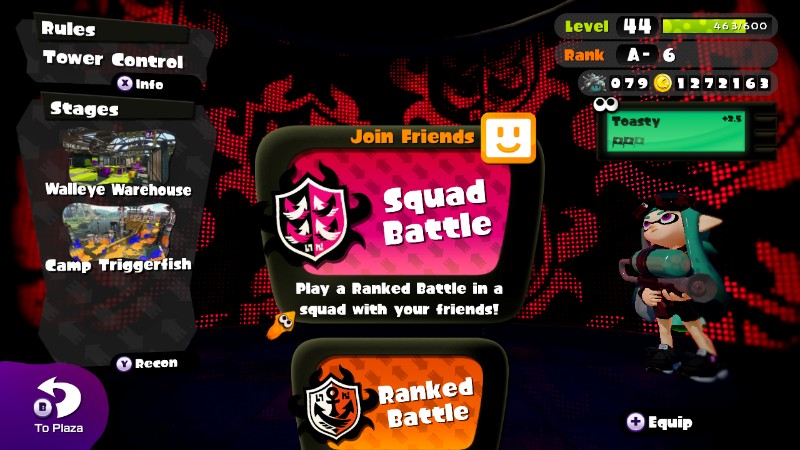 Rules
Tower Control
X Info
Stages
Walleye Warehouse
Camp Triggerfish
Y Recon
B
To Plaza
Join Friends
Squad
Battle
Play a Ranked Battle in a
squad with your friends!
Ranked
Battle
Level 44 463/600
Rank A- 6
079 1272163
Toasty +2.5
Equip